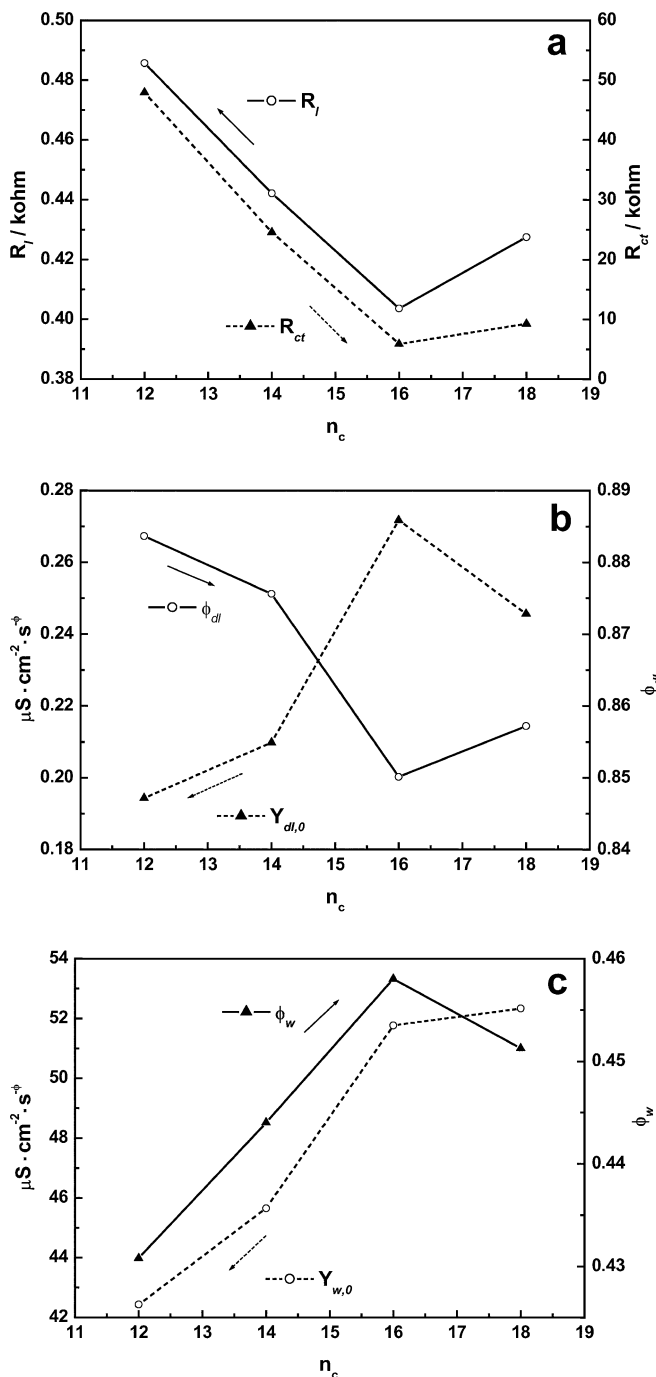 a
0.50
0.48
0.46
0.44
0.42
0.40
0.38
R_l / kohm
60
50
40
30
20
10
0
R_ct / kohm
R_l
R_ct
11 12 13 14 15 16 17 18 19
n_c
b
0.28
0.26
0.24
0.22
0.20
0.18
μS · cm^-2 · s^-ϕ
0.89
0.88
0.87
0.86
0.85
0.84
ϕ_dl
ϕ_dl
Y_dl,0
11 12 13 14 15 16 17 18 19
n_c
c
54
52
50
48
46
44
42
μS · cm^-2 · s^-ϕ
0.46
0.45
0.44
0.43
ϕ_w
ϕ_w
Y_w,0
11 12 13 14 15 16 17 18 19
n_c